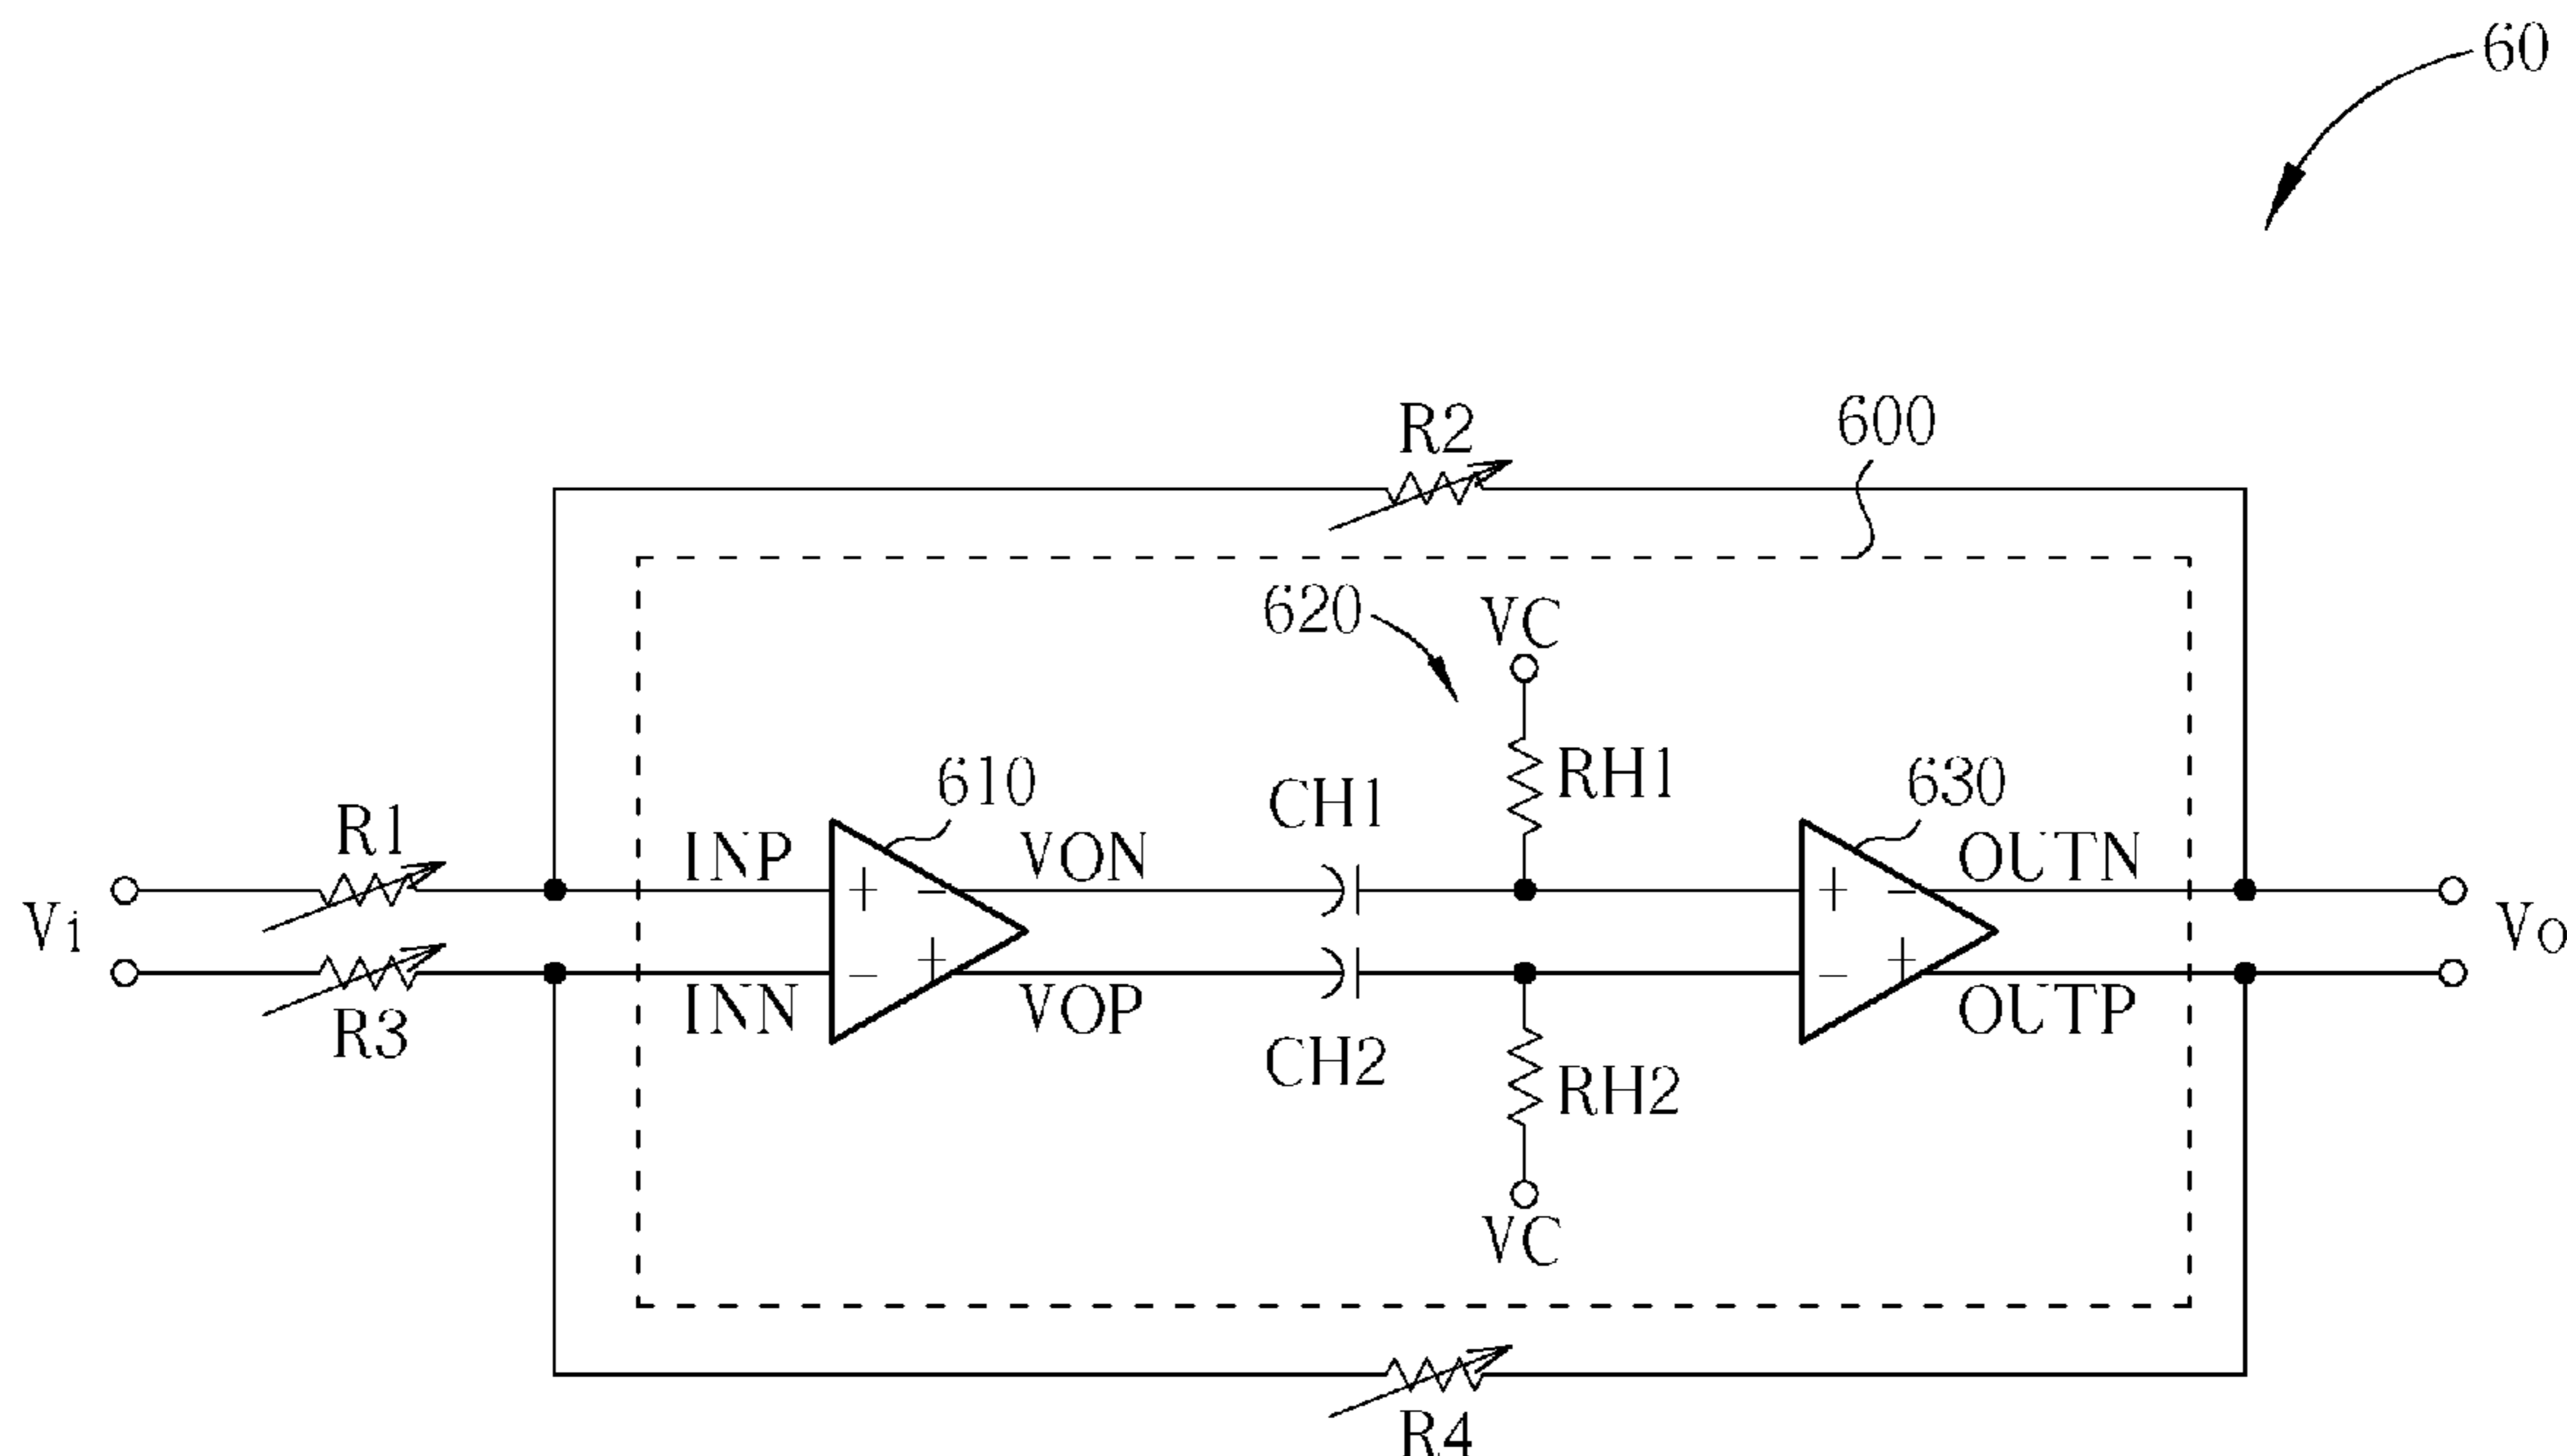 60
R2
600
620
VC
RH1
CH1
610
630
R1
INP
VON
OUTN
+
−
+
−
Vi
Vo
−
+
−
+
R3
INN
VOP
OUTP
CH2
RH2
VC
R4